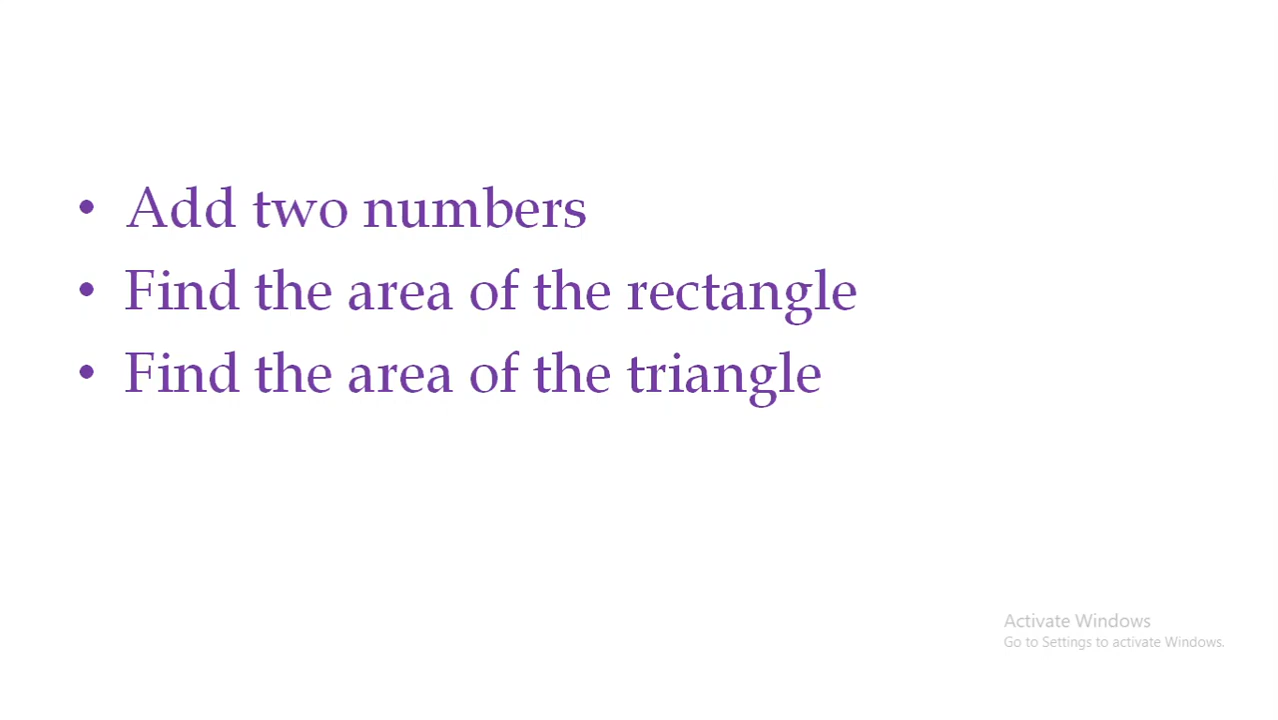 • Add two numbers
• Find the area of the rectangle
• Find the area of the triangle
Activate Windows
Go to Settings to activate Windows.